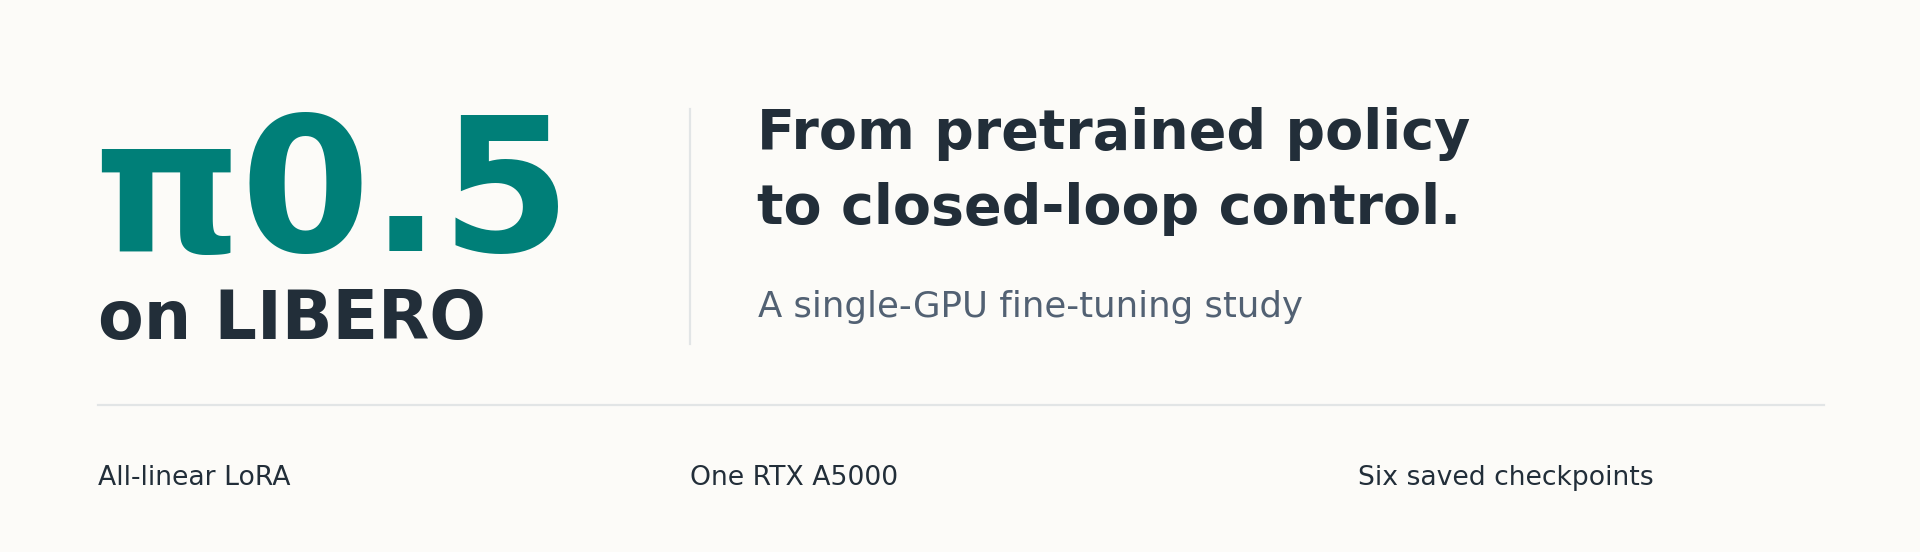 π0.5
on LIBERO
From pretrained policy
to closed-loop control.
A single-GPU fine-tuning study
All-linear LoRA
One RTX A5000
Six saved checkpoints